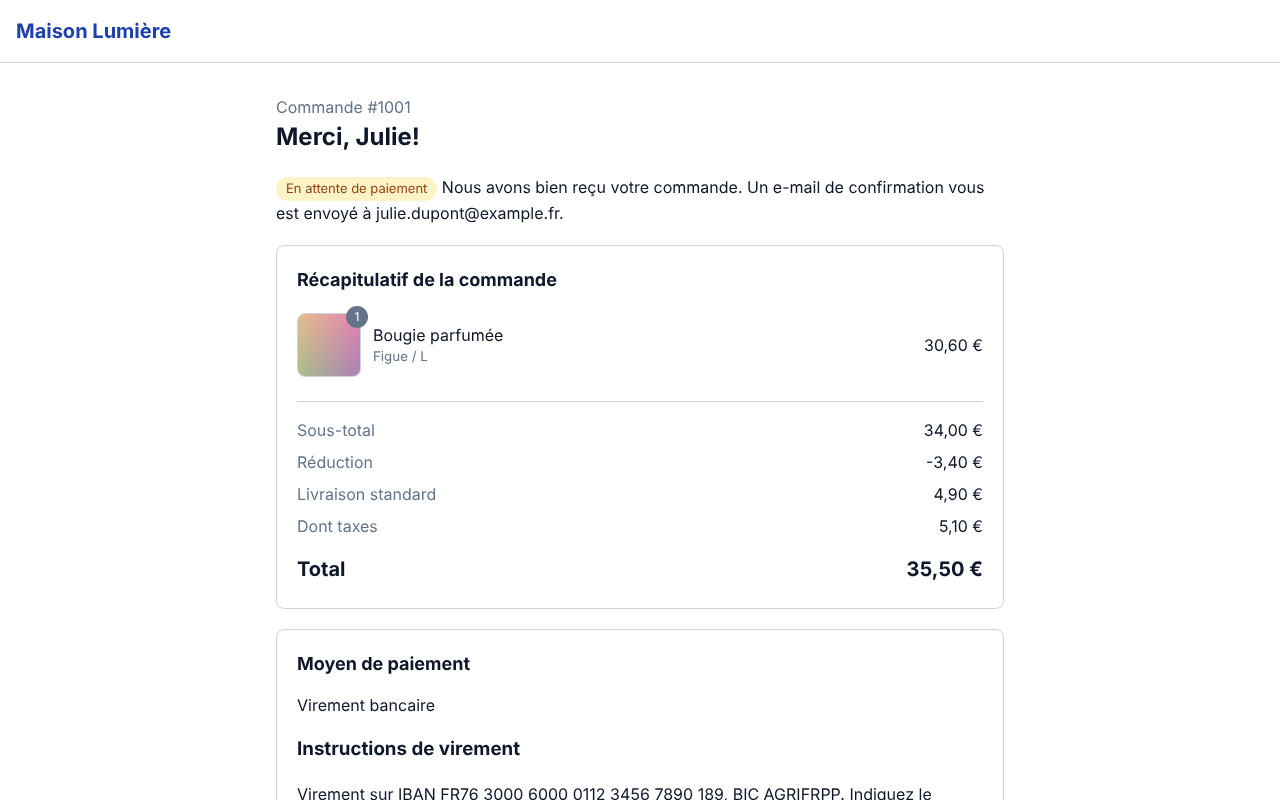 Maison Lumière
Commande #1001
Merci, Julie!
En attente de paiement Nous avons bien reçu votre commande. Un e-mail de confirmation vous
est envoyé à julie.dupont@example.fr.
Récapitulatif de la commande
1
Bougie parfumée
Figue / L
30,60 €
Sous-total 34,00 €
Réduction -3,40 €
Livraison standard 4,90 €
Dont taxes 5,10 €
Total 35,50 €
Moyen de paiement
Virement bancaire
Instructions de virement
Virement sur IBAN FR76 3000 6000 0112 3456 7890 189, BIC AGRIFRPP. Indiquez le